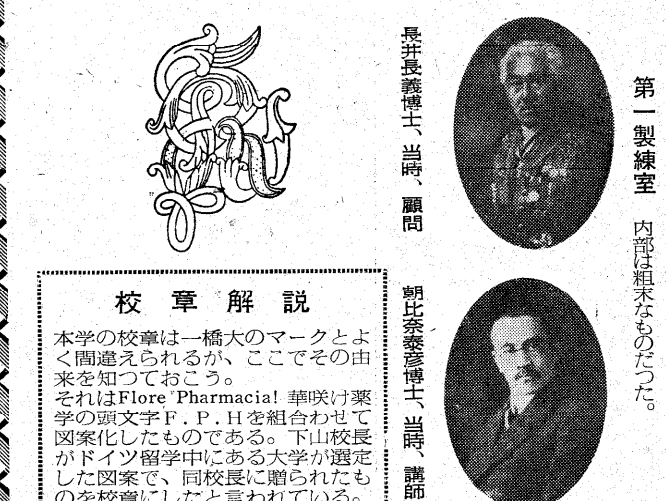 第一製練室　内部は粗末なものだつた。
長井長義博士、当時、顧問
朝比奈泰彦博士、当時、講師
校章解説
本学の校章は一橋大のマークとよ
く間違えられるが、ここでその由
来を知つておこう。
それはFlore Pharmacia! 華咲け薬
学の頭文字F.P.Hを組合わせて
図案化したものである。下山校長
がドイツ留学中にある大学が選定
した図案で、同校長に贈られたも
のを校章にしたと言われている。